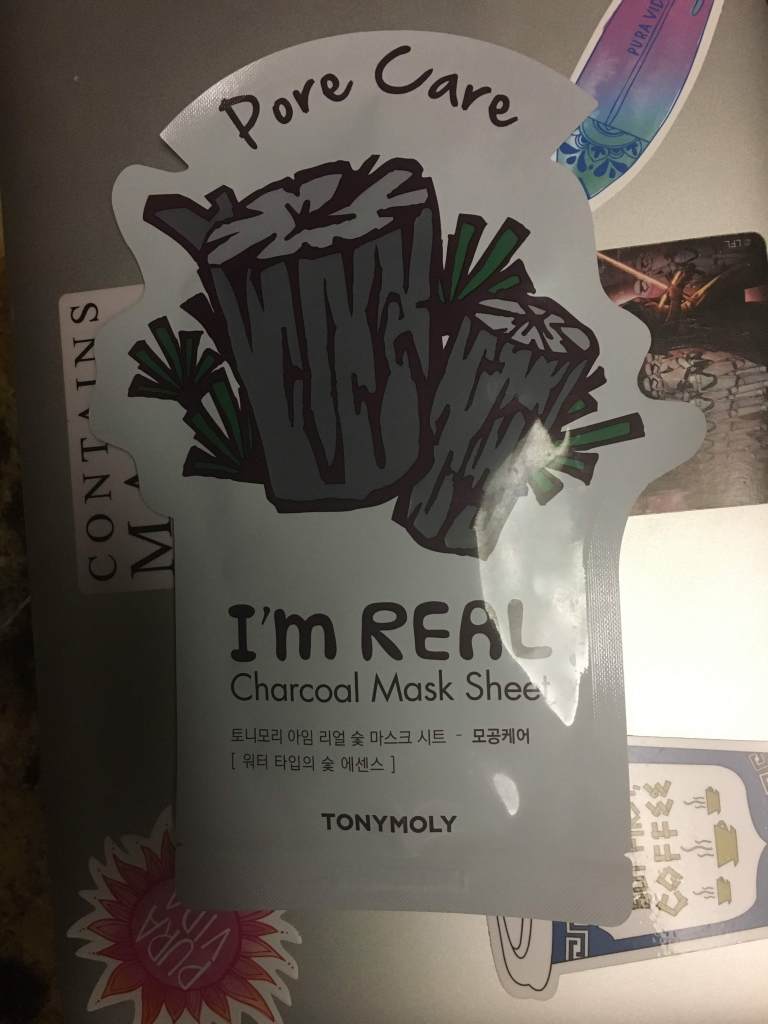 PURA VIDA
Pore Care
© LFL
CONTAINS
I'm REAL
Charcoal Mask Sheet
토니모리 아임 리얼 숯 마스크 시트 - 모공케어
[ 워터 타입의 숯 에센스 ]
TONYMOLY
COFFEE
PURA
VIDA